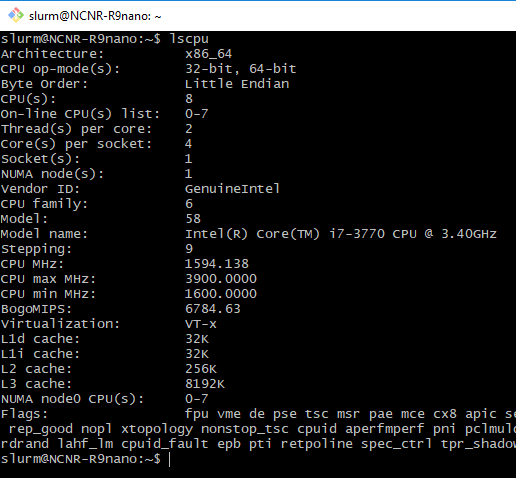 slurm@NCNR-R9nano: ~
slurm@NCNR-R9nano:~$ lscpu
Architecture: x86_64
CPU op-mode(s): 32-bit, 64-bit
Byte Order: Little Endian
CPU(s): 8
On-line CPU(s) list: 0-7
Thread(s) per core: 2
Core(s) per socket: 4
Socket(s): 1
NUMA node(s): 1
Vendor ID: GenuineIntel
CPU family: 6
Model: 58
Model name: Intel(R) Core(TM) i7-3770 CPU @ 3.40GHz
Stepping: 9
CPU MHz: 1594.138
CPU max MHz: 3900.0000
CPU min MHz: 1600.0000
BogoMIPS: 6784.63
Virtualization: VT-x
L1d cache: 32K
L1i cache: 32K
L2 cache: 256K
L3 cache: 8192K
NUMA node0 CPU(s): 0-7
Flags: fpu vme de pse tsc msr pae mce cx8 apic se
rep_good nopl xtopology nonstop_tsc cpuid aperfmperf pni pclmulq
rdrand lahf_lm cpuid_fault epb pti retpoline spec_ctrl tpr_shadow
slurm@NCNR-R9nano:~$